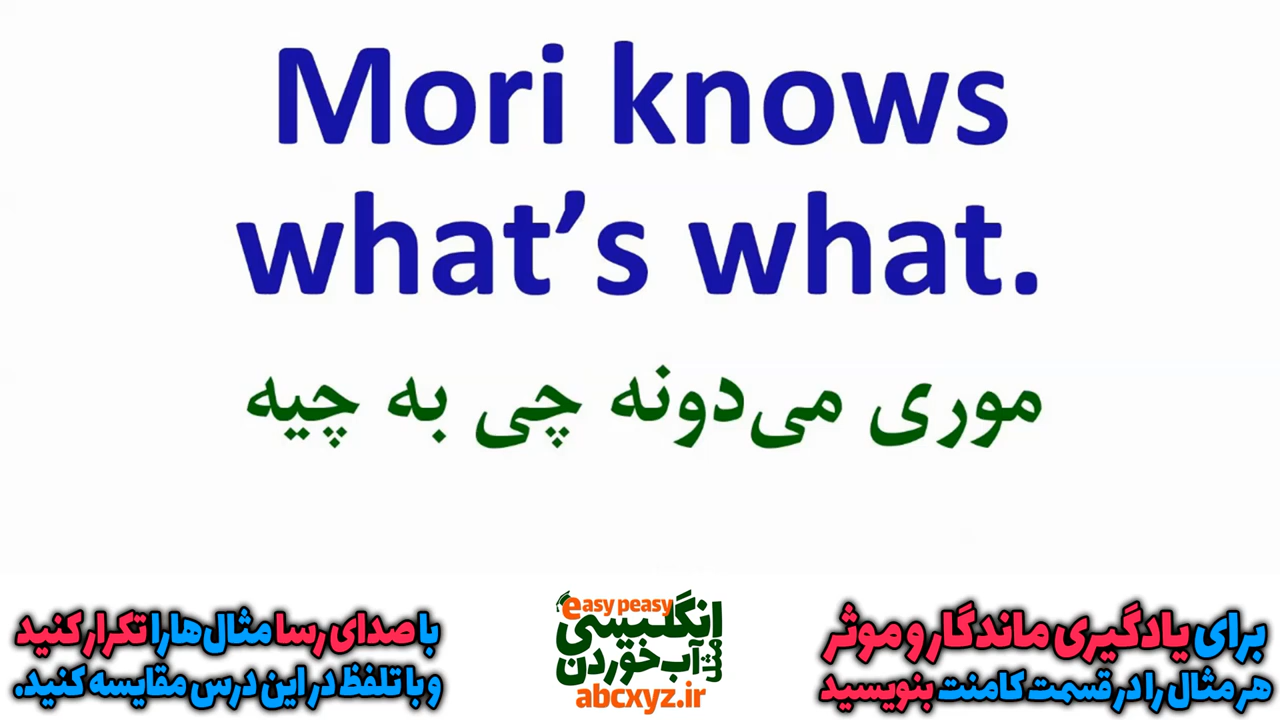 Mori knows
what’s what.
موری می‌دونه چی به چیه
برای یادگیری ماندگار و موثر
هر مثال را در قسمت کامنت بنویسید
easy peasy
انگلیسی
مثل آب خوردن
abcxyz.ir
با صدای رسا مثال‌ها را تکرار کنید
و با تلفظ در این درس مقایسه کنید.